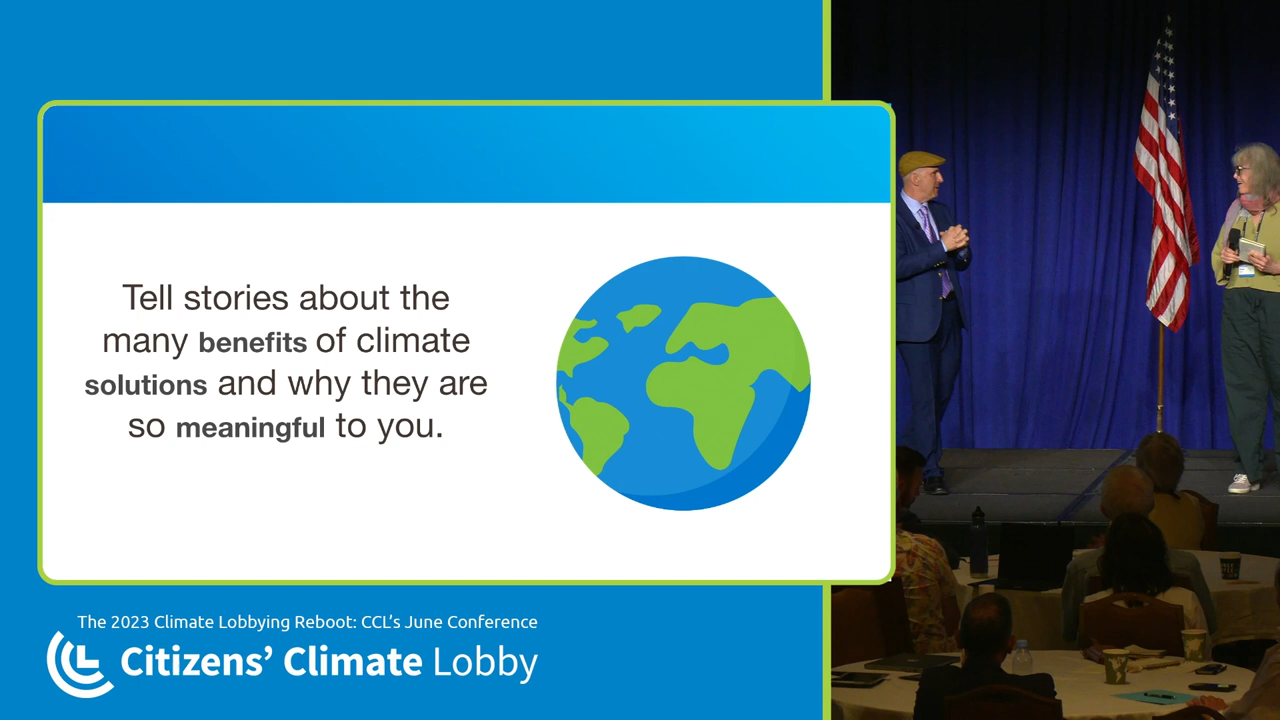 Tell stories about the
many benefits of climate
solutions and why they are
so meaningful to you.
The 2023 Climate Lobbying Reboot: CCL's June Conference
Citizens' Climate Lobby